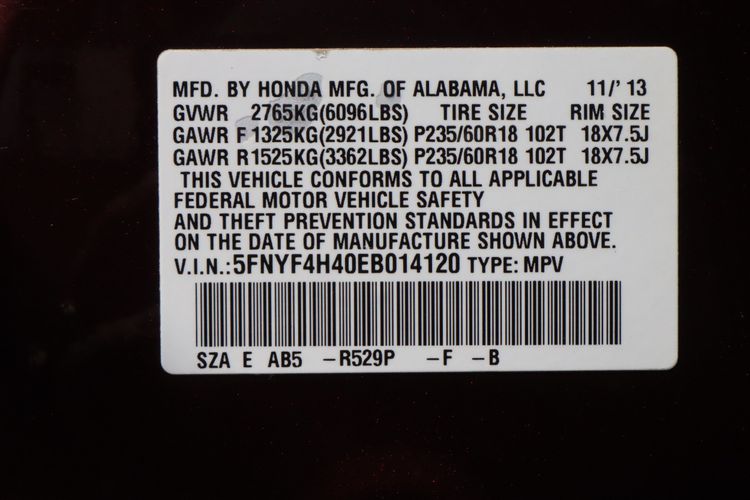 MFD. BY HONDA MFG. OF ALABAMA, LLC 11/'13
GVWR 2765KG(6096LBS) TIRE SIZE RIM SIZE
GAWR F 1325KG(2921LBS) P235/60R18 102T 18X7.5J
GAWR R1525KG(3362LBS) P235/60R18 102T 18X7.5J
THIS VEHICLE CONFORMS TO ALL APPLICABLE
FEDERAL MOTOR VEHICLE SAFETY
AND THEFT PREVENTION STANDARDS IN EFFECT
ON THE DATE OF MANUFACTURE SHOWN ABOVE.
V.I.N.:5FNYF4H40EB014120 TYPE: MPV
SZA E AB5 -R529P -F -B